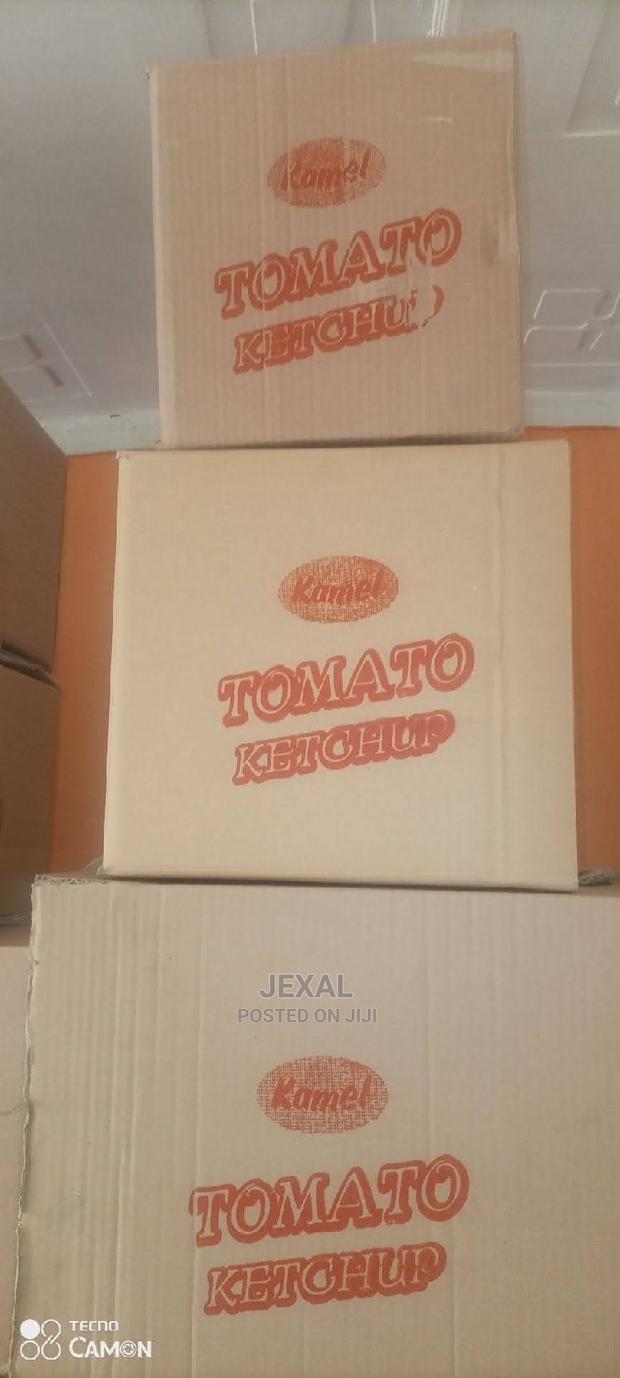 Kamel
TOMATO
KETCHUP
Kamel
TOMATO
KETCHUP
JEXAL
POSTED ON JIJI
Kamel
TOMATO
KETCHUP
TECNO
CAMON